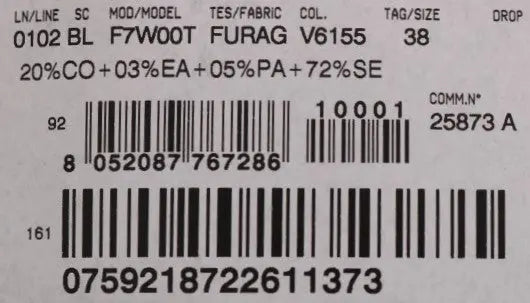 LN/LINE SC MOD/MODEL TES/FABRIC COL. TAG/SIZE DROP
0102 BL F7W00T FURAG V6155 38
20%CO+03%EA+05%PA+72%SE
10001 COMM.N°
92 25873 A
8 052087 767286
161
0759218722611373